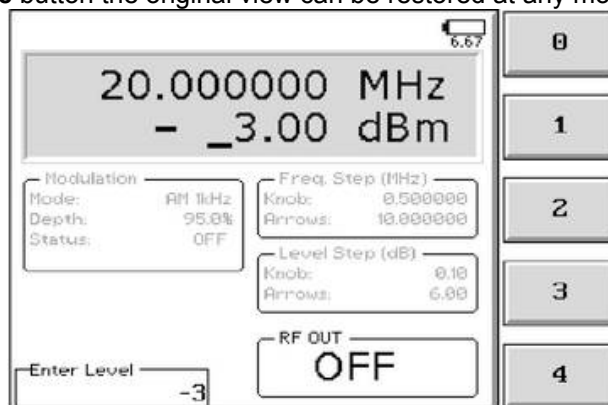 button the original view can be restored at any mo
6.67
20.000000 MHz
- _3.00 dBm
Modulation
Mode: AM 1kHz
Depth: 95.0%
Status: OFF
Freq. Step (MHz)
Knob: 0.500000
Arrows: 10.000000
Level Step (dB)
Knob: 0.10
Arrows: 6.00
RF OUT
OFF
Enter Level
-3
0
1
2
3
4